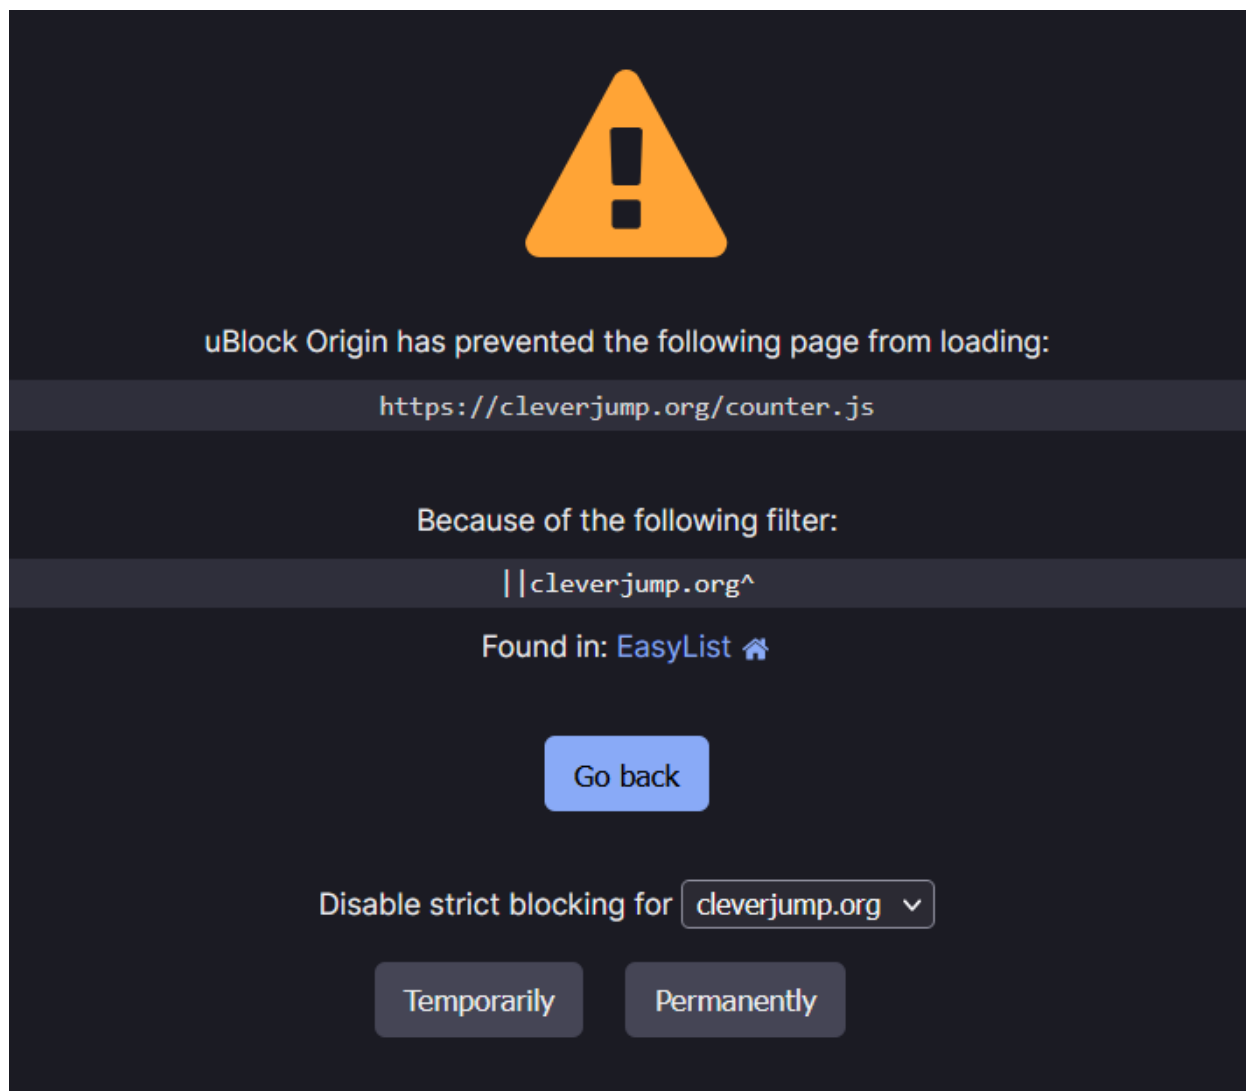 uBlock Origin has prevented the following page from loading:
https://cleverjump.org/counter.js
Because of the following filter:
||cleverjump.org^
Found in: EasyList
Go back
Disable strict blocking for cleverjump.org
Temporarily Permanently